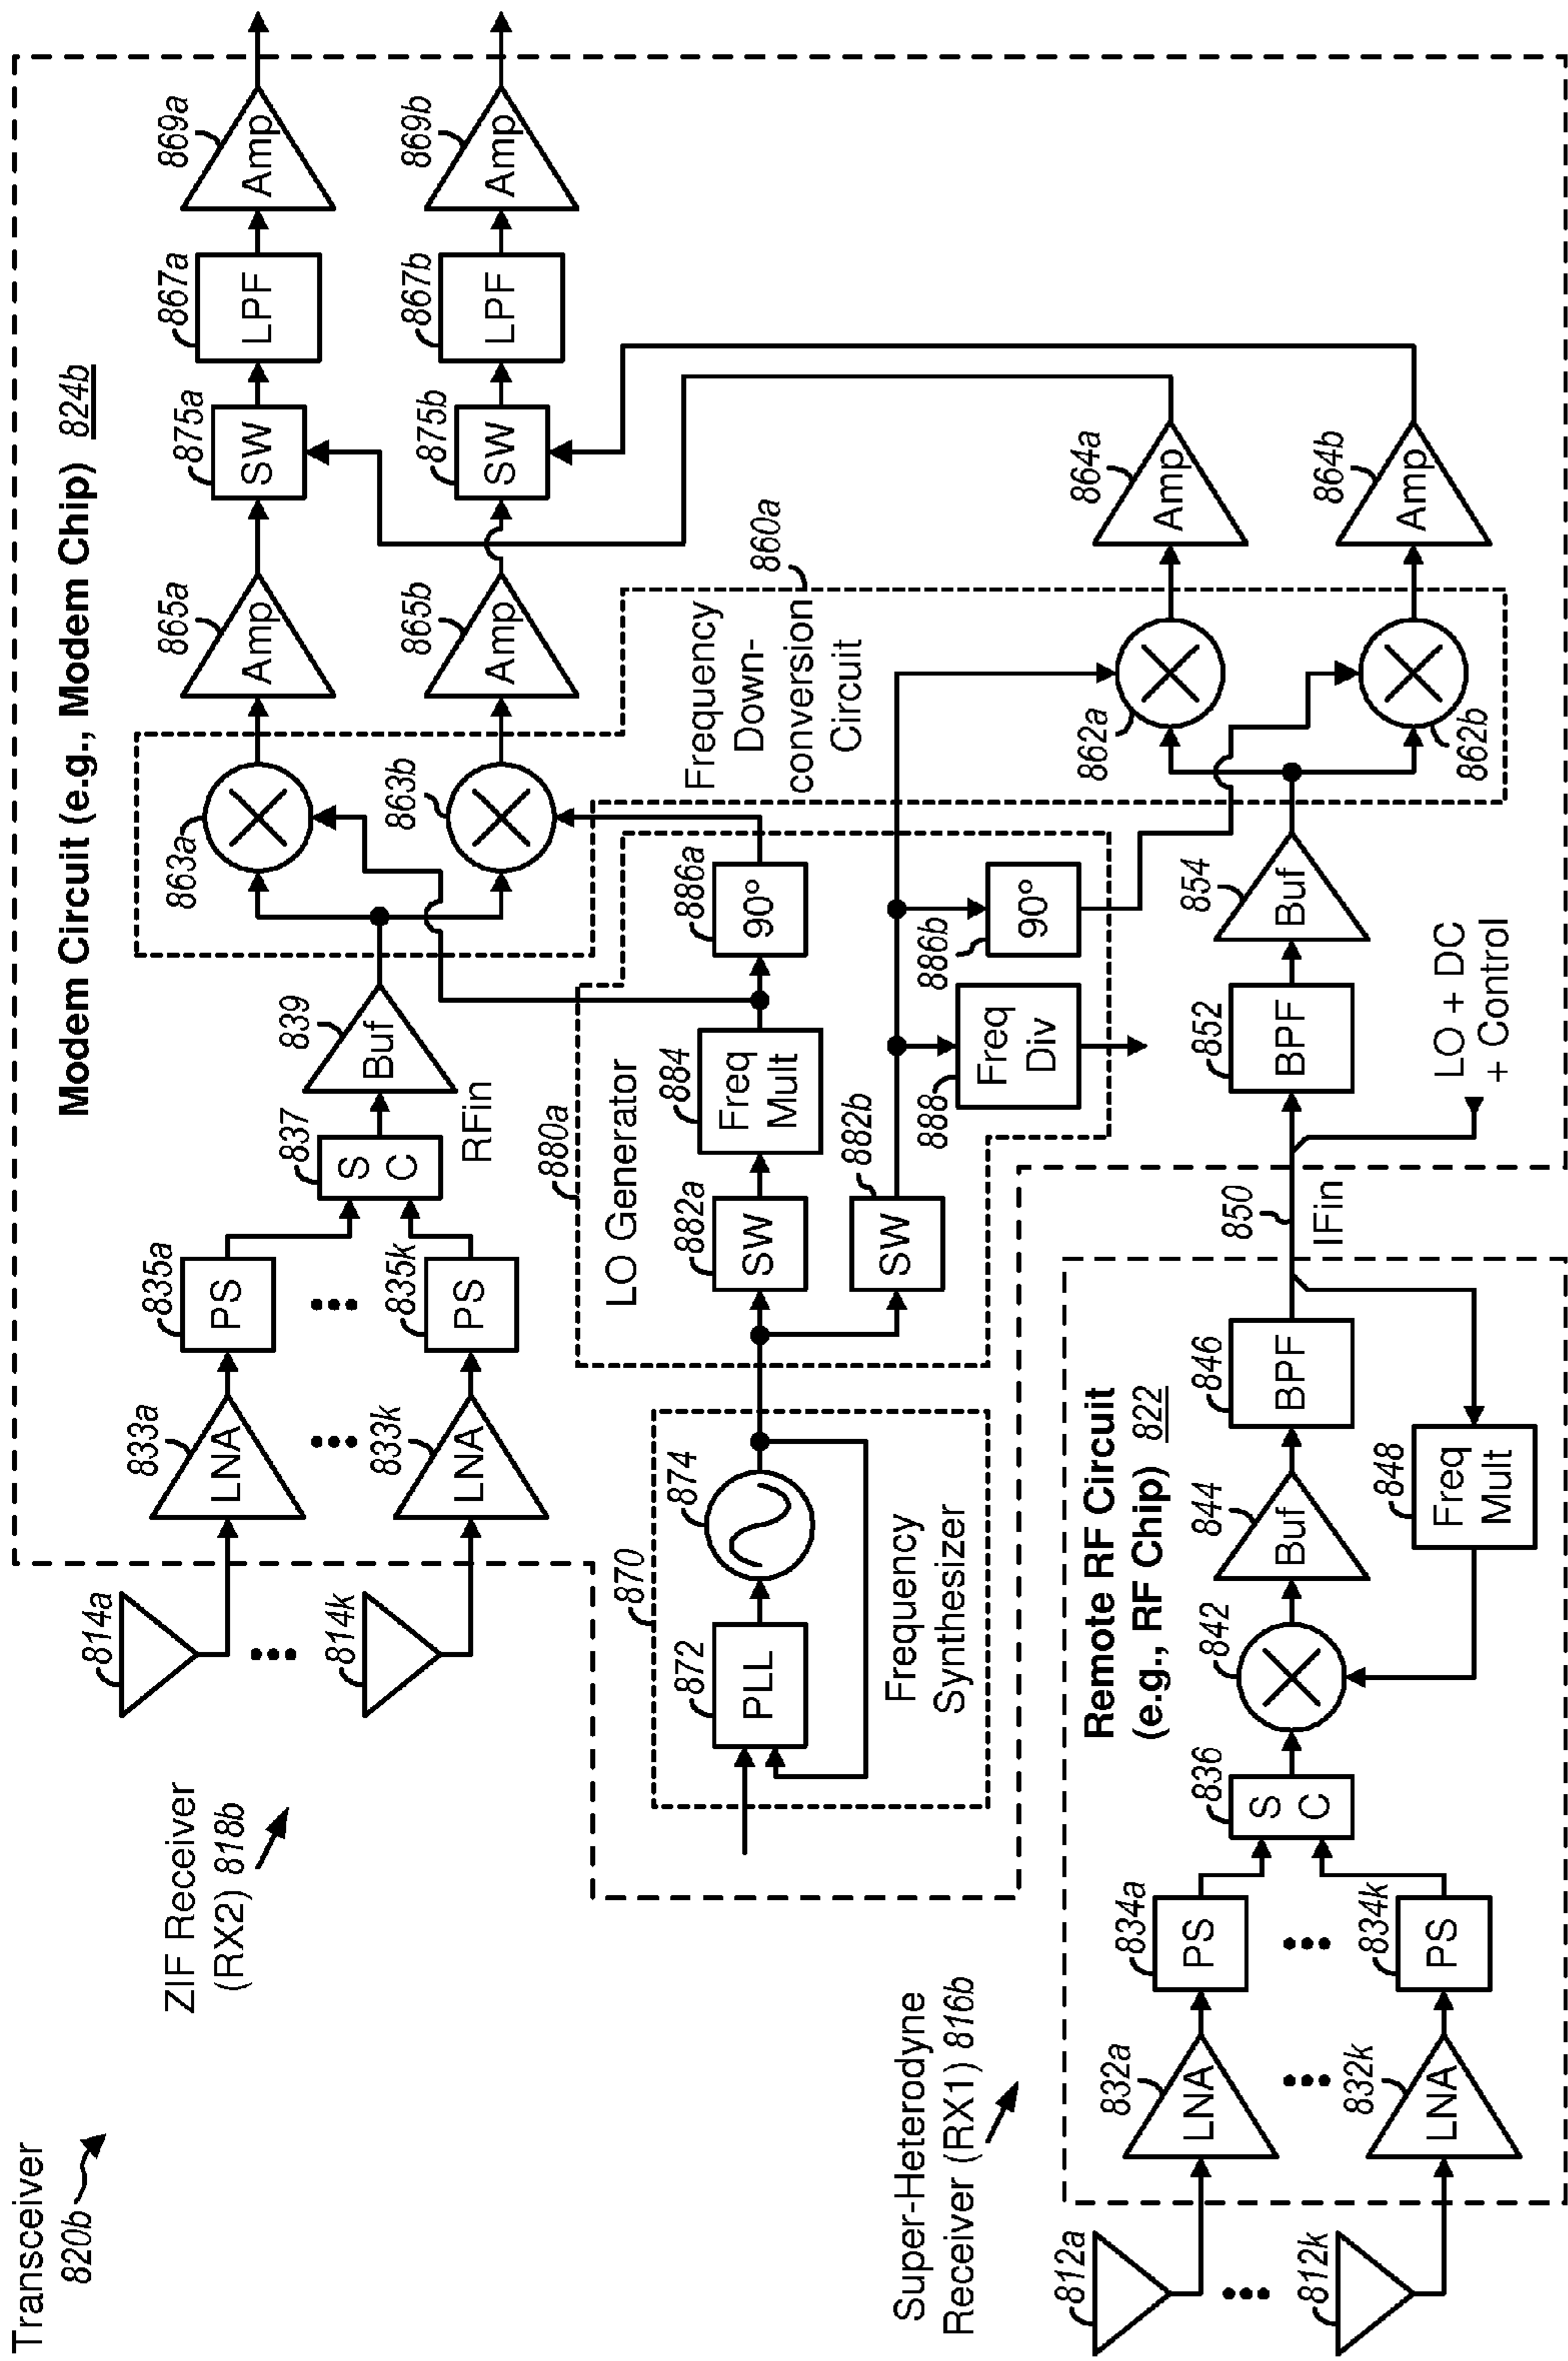 Transceiver
820b
ZIF Receiver
(RX2) 818b
814a
814k
833a
LNA
833k
LNA
835a
PS
835k
PS
837
S
C
RFin
839
Buf
Modem Circuit (e.g., Modem Chip) 824b
863a
863b
865a
Amp
865b
Amp
875a
SW
875b
SW
867a
LPF
867b
LPF
869a
Amp
869b
Amp
870
872
PLL
874
Frequency
Synthesizer
880a
LO Generator
882a
SW
882b
SW
884
Freq
Mult
886a
90°
886b
90°
888
Freq
Div
Frequency
Down-
conversion
Circuit
860a
862a
862b
864a
Amp
864b
Amp
Super-Heterodyne
Receiver (RX1) 816b
812a
812k
832a
LNA
832k
LNA
834a
PS
834k
PS
836
S
C
Remote RF Circuit
(e.g., RF Chip) 822
842
844
Buf
846
BPF
848
Freq
Mult
850
IFin
852
BPF
854
Buf
LO + DC
+ Control